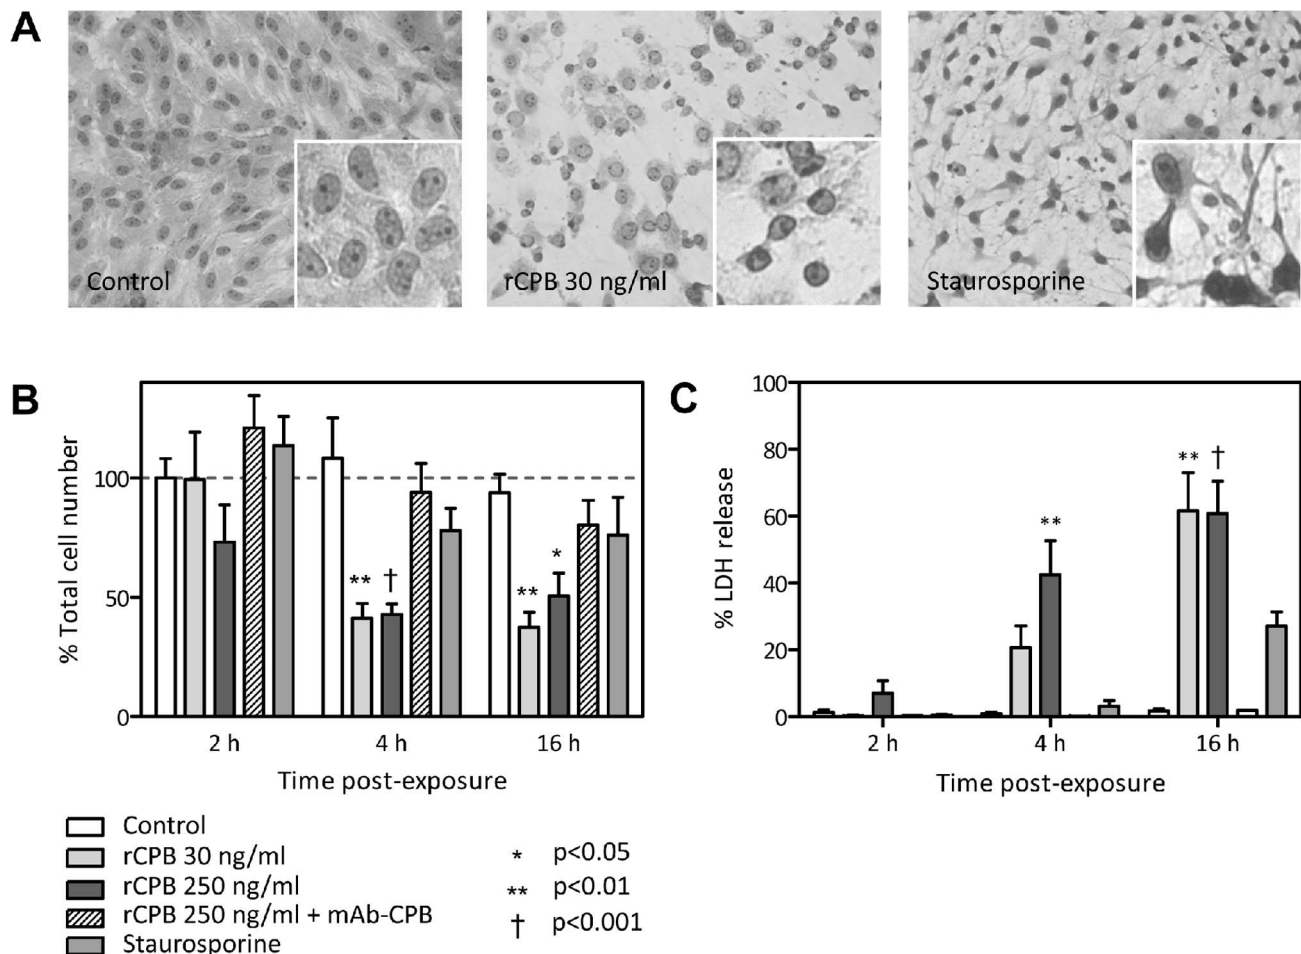 A
Control
rCPB 30 ng/ml
Staurosporine
B
% Total cell number
100
50
0
**
†
**
*
2 h
4 h
16 h
Time post-exposure
C
% LDH release
100
80
60
40
20
0
**
**
†
2 h
4 h
16 h
Time post-exposure
Control
rCPB 30 ng/ml
rCPB 250 ng/ml
rCPB 250 ng/ml + mAb-CPB
Staurosporine
* p<0.05
** p<0.01
† p<0.001